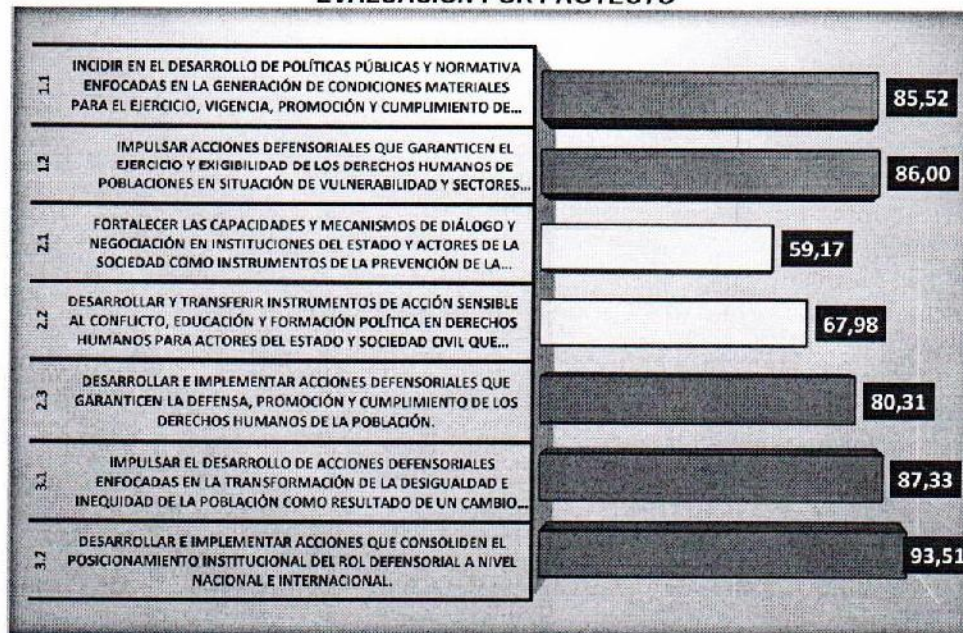 EVALUACIÓN POR PROYECTO
1.1
INCIDIR EN EL DESARROLLO DE POLÍTICAS PÚBLICAS Y NORMATIVA
ENFOCADAS EN LA GENERACIÓN DE CONDICIONES MATERIALES
PARA EL EJERCICIO, VIGENCIA, PROMOCIÓN Y CUMPLIMIENTO DE...
85,52
1.2
IMPULSAR ACCIONES DEFENSORIALES QUE GARANTICEN EL
EJERCICIO Y EXIGIBILIDAD DE LOS DERECHOS HUMANOS DE
POBLACIONES EN SITUACIÓN DE VULNERABILIDAD Y SECTORES...
86,00
2.1
FORTALECER LAS CAPACIDADES Y MECANISMOS DE DIÁLOGO Y
NEGOCIACIÓN EN INSTITUCIONES DEL ESTADO Y ACTORES DE LA
SOCIEDAD COMO INSTRUMENTOS DE LA PREVENCIÓN DE LA...
59,17
2.2
DESARROLLAR Y TRANSFERIR INSTRUMENTOS DE ACCIÓN SENSIBLE
AL CONFLICTO, EDUCACIÓN Y FORMACIÓN POLÍTICA EN DERECHOS
HUMANOS PARA ACTORES DEL ESTADO Y SOCIEDAD CIVIL QUE...
67,98
2.3
DESARROLLAR E IMPLEMENTAR ACCIONES DEFENSORIALES QUE
GARANTICEN LA DEFENSA, PROMOCIÓN Y CUMPLIMIENTO DE LOS
DERECHOS HUMANOS DE LA POBLACIÓN.
80,31
3.1
IMPULSAR EL DESARROLLO DE ACCIONES DEFENSORIALES
ENFOCADAS EN LA TRANSFORMACIÓN DE LA DESIGUALDAD E
INEQUIDAD DE LA POBLACIÓN COMO RESULTADO DE UN CAMBIO...
87,33
3.2
DESARROLLAR E IMPLEMENTAR ACCIONES QUE CONSOLIDEN EL
POSICIONAMIENTO INSTITUCIONAL DEL ROL DEFENSORIAL A NIVEL
NACIONAL E INTERNACIONAL.
93,51